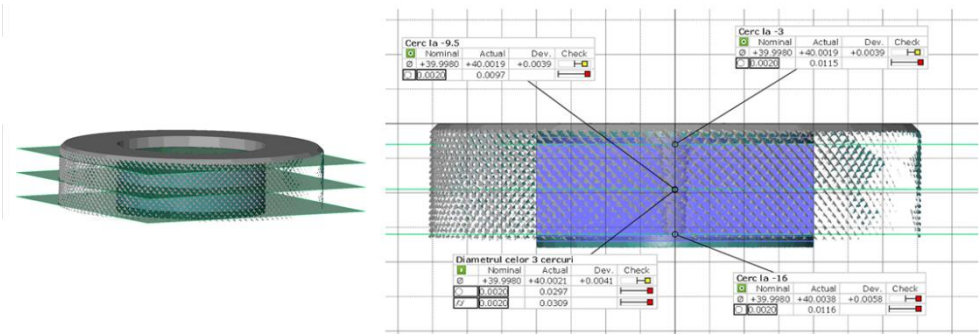 Cerc la -9.5
Nominal Actual Dev. Check
Ø +39.9980 +40.0019 +0.0039
0.0020 0.0097
Cerc la -3
Nominal Actual Dev. Check
Ø +39.9980 +40.0019 +0.0039
0.0020 0.0115
Diametrul celor 3 cercuri
Nominal Actual Dev. Check
Ø +39.9980 +40.0021 +0.0041
0.0020 0.0297
0.0020 0.0309
Cerc la -16
Nominal Actual Dev. Check
Ø +39.9980 +40.0038 +0.0058
0.0020 0.0116